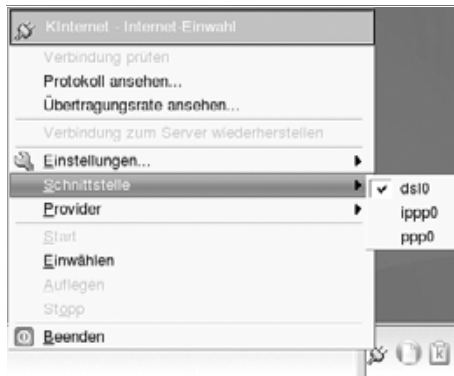 KInternet - Internet-Einwahl
Verbindung prüfen
Protokoll ansehen...
Übertragungsrate ansehen...
Verbindung zum Server wiederherstellen
Einstellungen...
Schnittstelle
dsl0
ippp0
ppp0
Provider
Start
Einwählen
Auflegen
Stopp
Beenden